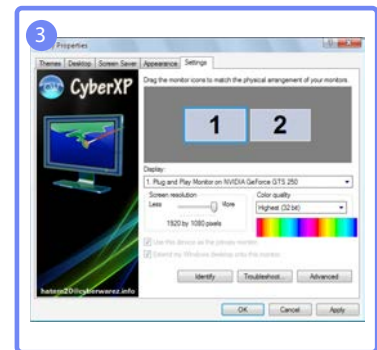 3
Properties
Themes Desktop Screen Saver Appearance Settings
CyberXP
Drag the monitor icons to match the physical arrangement of your monitors.
1 2
Display:
1. Plug and Play Monitor on NVIDIA GeForce GTS 250
Screen resolution
Less More
1920 by 1080 pixels
Color quality
Highest (32 bit)
Use this device as the primary monitor.
Extend my Windows desktop onto this monitor.
Identify Troubleshoot... Advanced
hatem20@cyberwarez.info
OK Cancel Apply